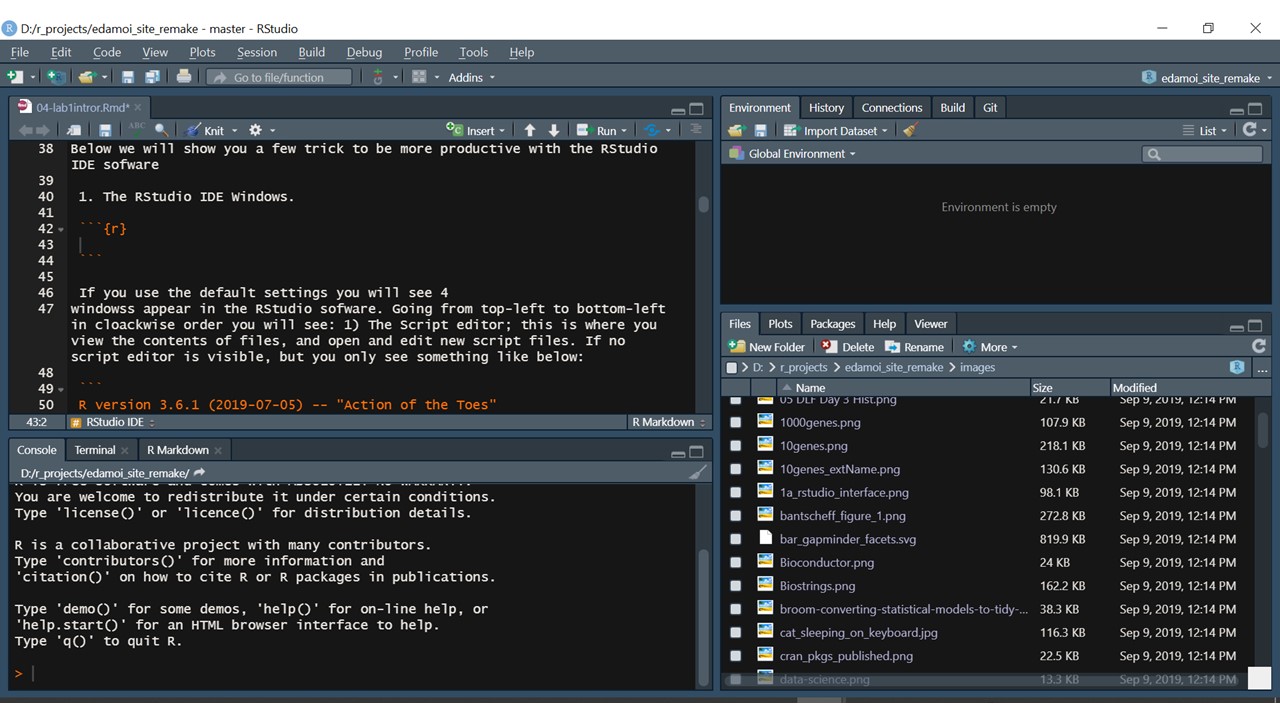 D:/r_projects/edamoi_site_remake - master - RStudio
File Edit Code View Plots Session Build Debug Profile Tools Help
Go to file/function Addins edamoi_site_remake
04-lab1intror.Rmd*
ABC Knit Insert Run
38 Below we will show you a few trick to be more productive with the RStudio
IDE sofware
39
40 1. The RStudio IDE Windows.
41
42 ```{r}
43
44 ```
45
46 If you use the default settings you will see 4
47 windowss appear in the RStudio sofware. Going from top-left to bottom-left
in cloackwise order you will see: 1) The Script editor; this is where you
view the contents of files, and open and edit new script files. If no
script editor is visible, but you only see something like below:
48
49 ```
50 R version 3.6.1 (2019-07-05) -- "Action of the Toes"
43:2 # RStudio IDE R Markdown
Console Terminal R Markdown
D:/r_projects/edamoi_site_remake/
You are welcome to redistribute it under certain conditions.
Type 'license()' or 'licence()' for distribution details.
R is a collaborative project with many contributors.
Type 'contributors()' for more information and
'citation()' on how to cite R or R packages in publications.
Type 'demo()' for some demos, 'help()' for on-line help, or
'help.start()' for an HTML browser interface to help.
Type 'q()' to quit R.
>
Environment History Connections Build Git
Import Dataset List
Global Environment
Environment is empty
Files Plots Packages Help Viewer
New Folder Delete Rename More
D: > r_projects > edamoi_site_remake > images ...
Name Size Modified
05 DLF Day 3 Hist.png 21.7 KB Sep 9, 2019, 12:14 PM
1000genes.png 107.9 KB Sep 9, 2019, 12:14 PM
10genes.png 218.1 KB Sep 9, 2019, 12:14 PM
10genes_extName.png 130.6 KB Sep 9, 2019, 12:14 PM
1a_rstudio_interface.png 98.1 KB Sep 9, 2019, 12:14 PM
bantscheff_figure_1.png 272.8 KB Sep 9, 2019, 12:14 PM
bar_gapminder_facets.svg 819.9 KB Sep 9, 2019, 12:14 PM
Bioconductor.png 24 KB Sep 9, 2019, 12:14 PM
Biostrings.png 162.2 KB Sep 9, 2019, 12:14 PM
broom-converting-statistical-models-to-tidy-... 38.3 KB Sep 9, 2019, 12:14 PM
cat_sleeping_on_keyboard.jpg 116.3 KB Sep 9, 2019, 12:14 PM
cran_pkgs_published.png 22.5 KB Sep 9, 2019, 12:14 PM
data-science.png 13.3 KB Sep 9, 2019, 12:14 PM